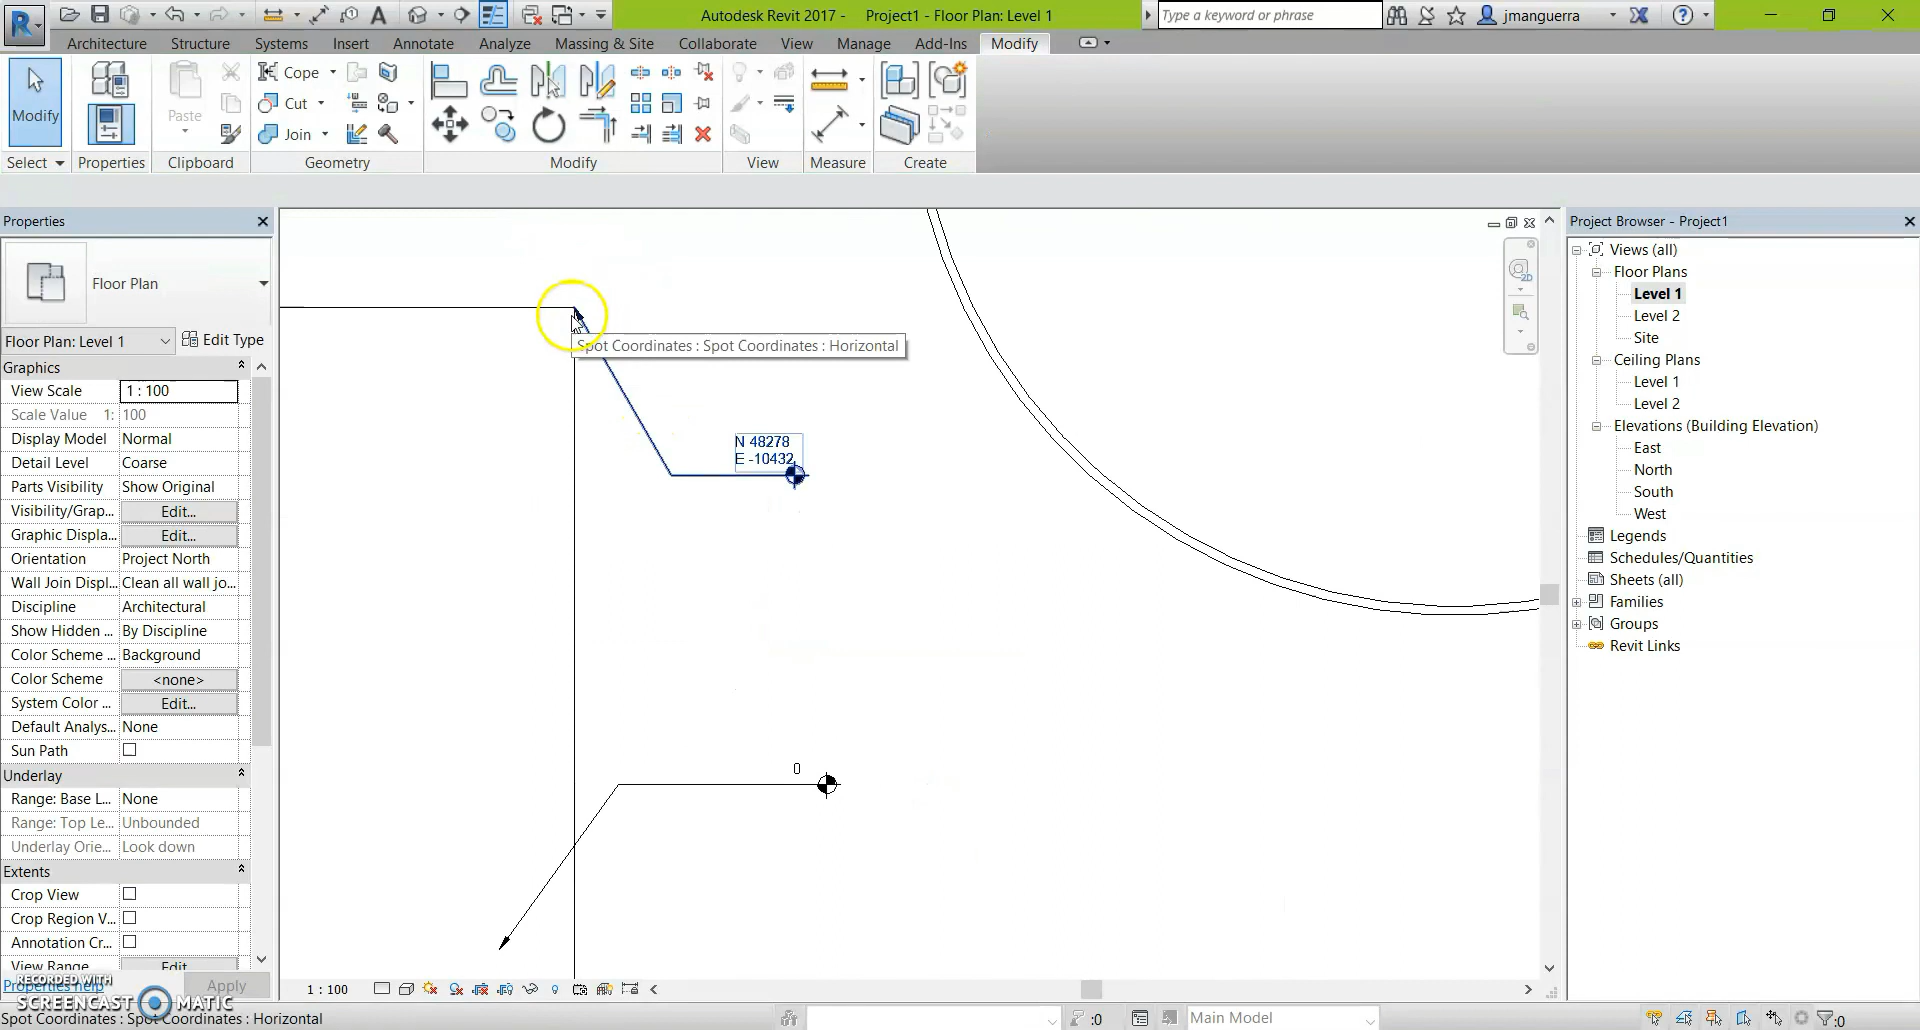 Autodesk Revit 2017 -     Project1 - Floor Plan: Level 1
Type a keyword or phrase
jmanguerra
Architecture Structure Systems Insert Annotate Analyze Massing & Site Collaborate View Manage Add-Ins Modify
Modify
Paste
Cope
Cut
Join
Select Properties Clipboard Geometry Modify View Measure Create
Properties
Floor Plan
Floor Plan: Level 1
Edit Type
Graphics
View Scale 1 : 100
Scale Value 1: 100
Display Model Normal
Detail Level Coarse
Parts Visibility Show Original
Visibility/Grap... Edit...
Graphic Displa... Edit...
Orientation Project North
Wall Join Displ... Clean all wall jo...
Discipline Architectural
Show Hidden ... By Discipline
Color Scheme ... Background
Color Scheme <none>
System Color ... Edit...
Default Analys... None
Sun Path
Underlay
Range: Base L... None
Range: Top Le... Unbounded
Underlay Orie... Look down
Extents
Crop View
Crop Region V...
Annotation Cr...
View Range Edit...
Properties help
Apply
RECORDED WITH
SCREENCAST MATIC
Spot Coordinates : Spot Coordinates : Horizontal
N 48278
E -10432
0
2D
1 : 100
Project Browser - Project1
Views (all)
Floor Plans
Level 1
Level 2
Site
Ceiling Plans
Level 1
Level 2
Elevations (Building Elevation)
East
North
South
West
Legends
Schedules/Quantities
Sheets (all)
Families
Groups
Revit Links
Spot Coordinates : Spot Coordinates : Horizontal
:0
Main Model
:0